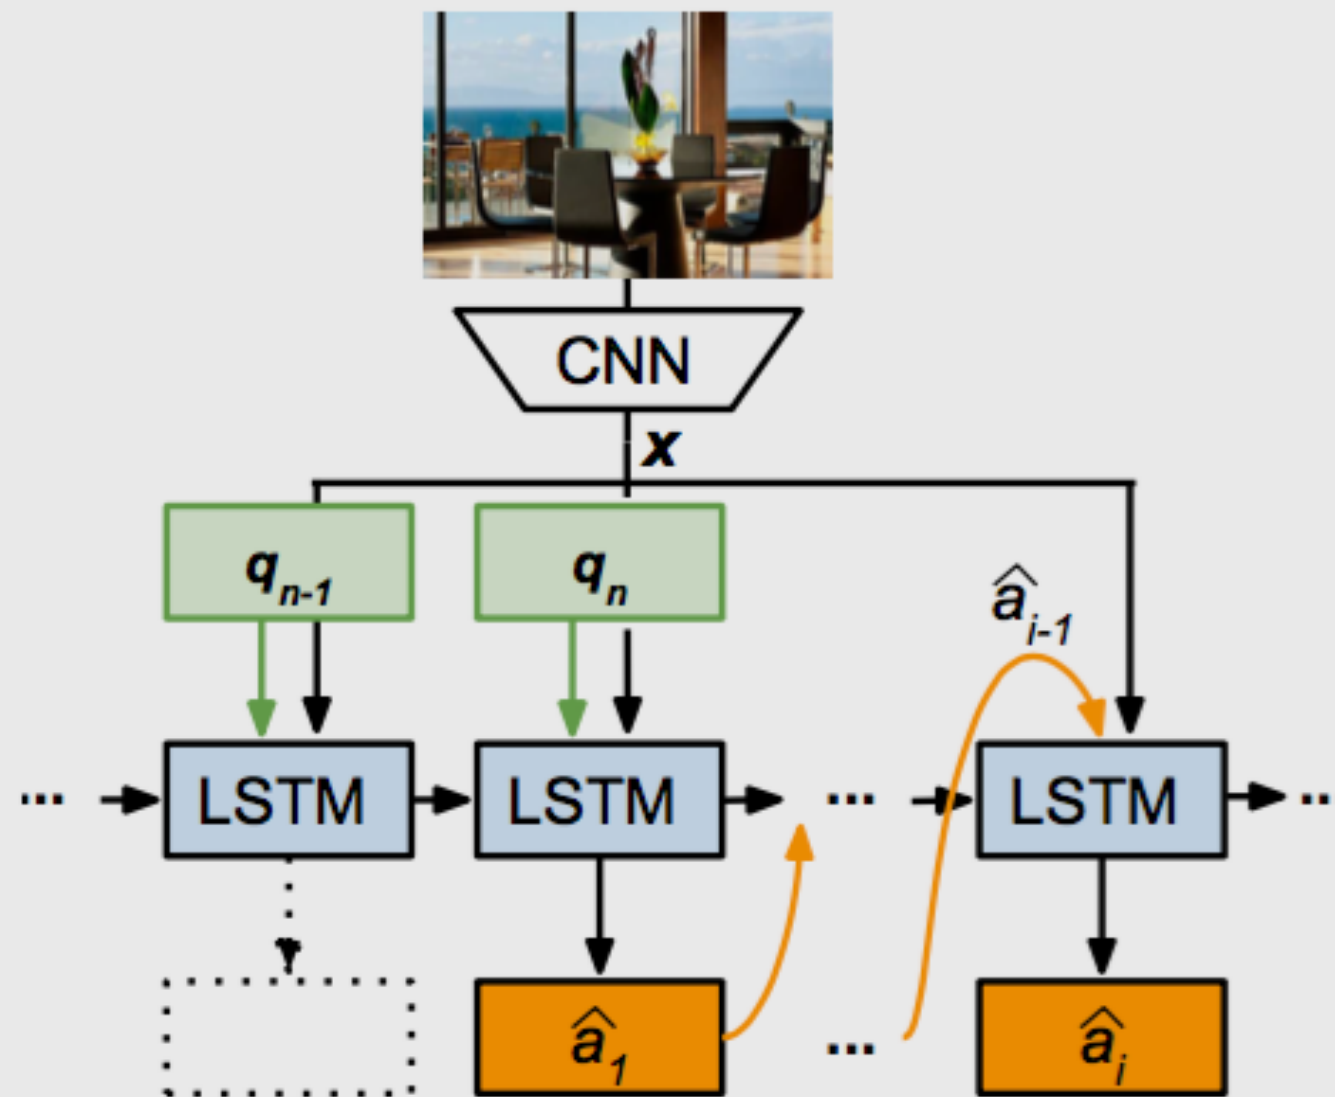 CNN
x
q_{n-1} q_n
â_{i-1}
... LSTM LSTM ... LSTM ..
â_1 ... â_i